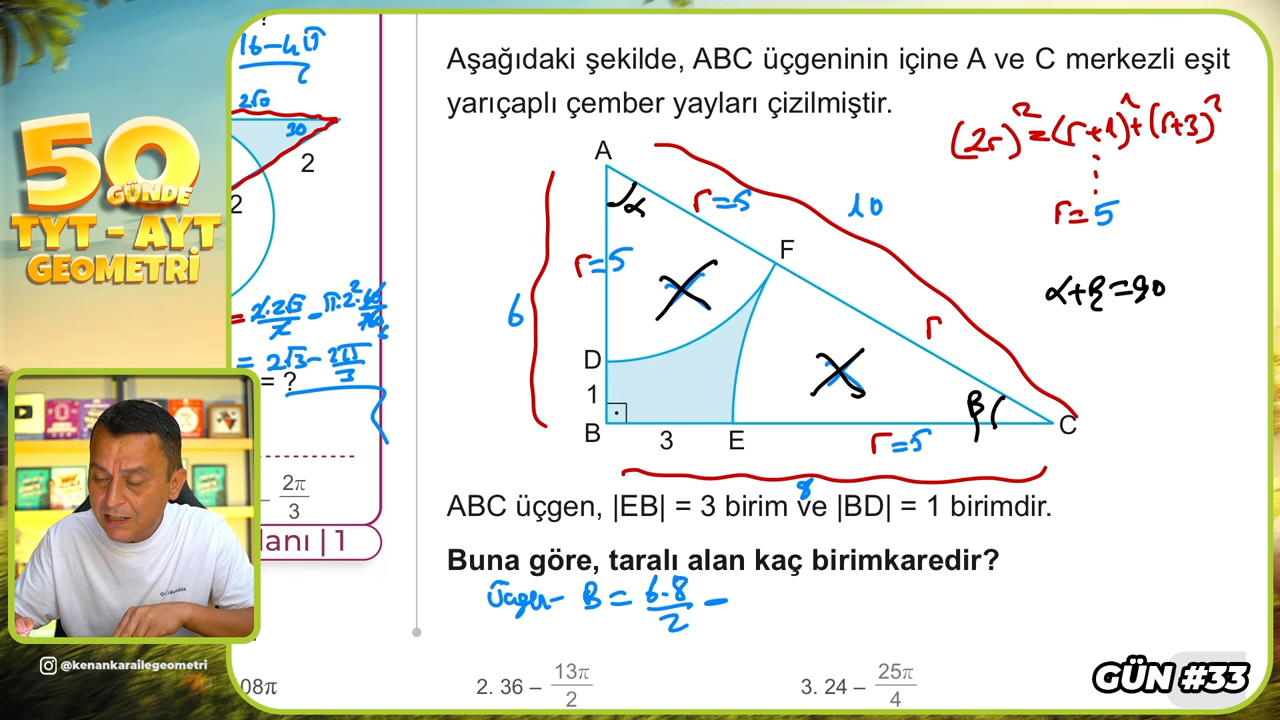 50
GÜNDE
TYT - AYT
GEOMETRİ
@kenankarailegeometri
Columbia
?
16-4π
2√3
30
2
2
= 2√3 - 2π/3
= ?
- 2π/3
lanı | 1
08π
Aşağıdaki şekilde, ABC üçgeninin içine A ve C merkezli eşit
yarıçaplı çember yayları çizilmiştir.
(2r)² = (r+1)² + (r+3)²
r = 5
α+β=90
A
α
r=5
10
F
r=5
6
r
D
1
B
3
E
r=5
β
C
8
ABC üçgen, |EB| = 3 birim ve |BD| = 1 birimdir.
Buna göre, taralı alan kaç birimkaredir?
Üçgen - B = 6·8/2 -
2. 36 – 13π/2
3. 24 – 25π/4
GÜN #33